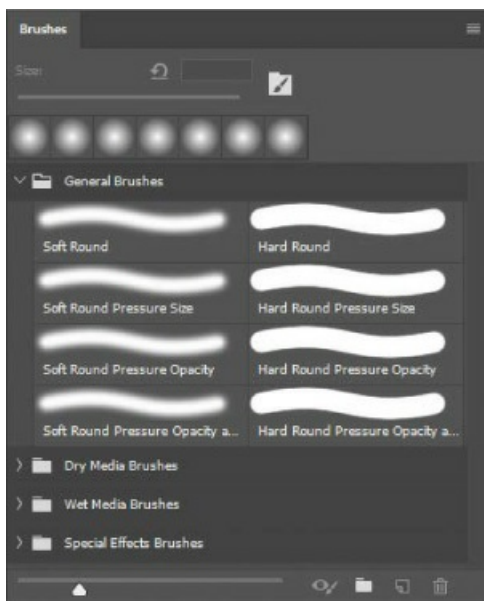 Brushes
Size:
General Brushes
Soft Round
Hard Round
Soft Round Pressure Size
Hard Round Pressure Size
Soft Round Pressure Opacity
Hard Round Pressure Opacity
Soft Round Pressure Opacity a...
Hard Round Pressure Opacity a...
Dry Media Brushes
Wet Media Brushes
Special Effects Brushes